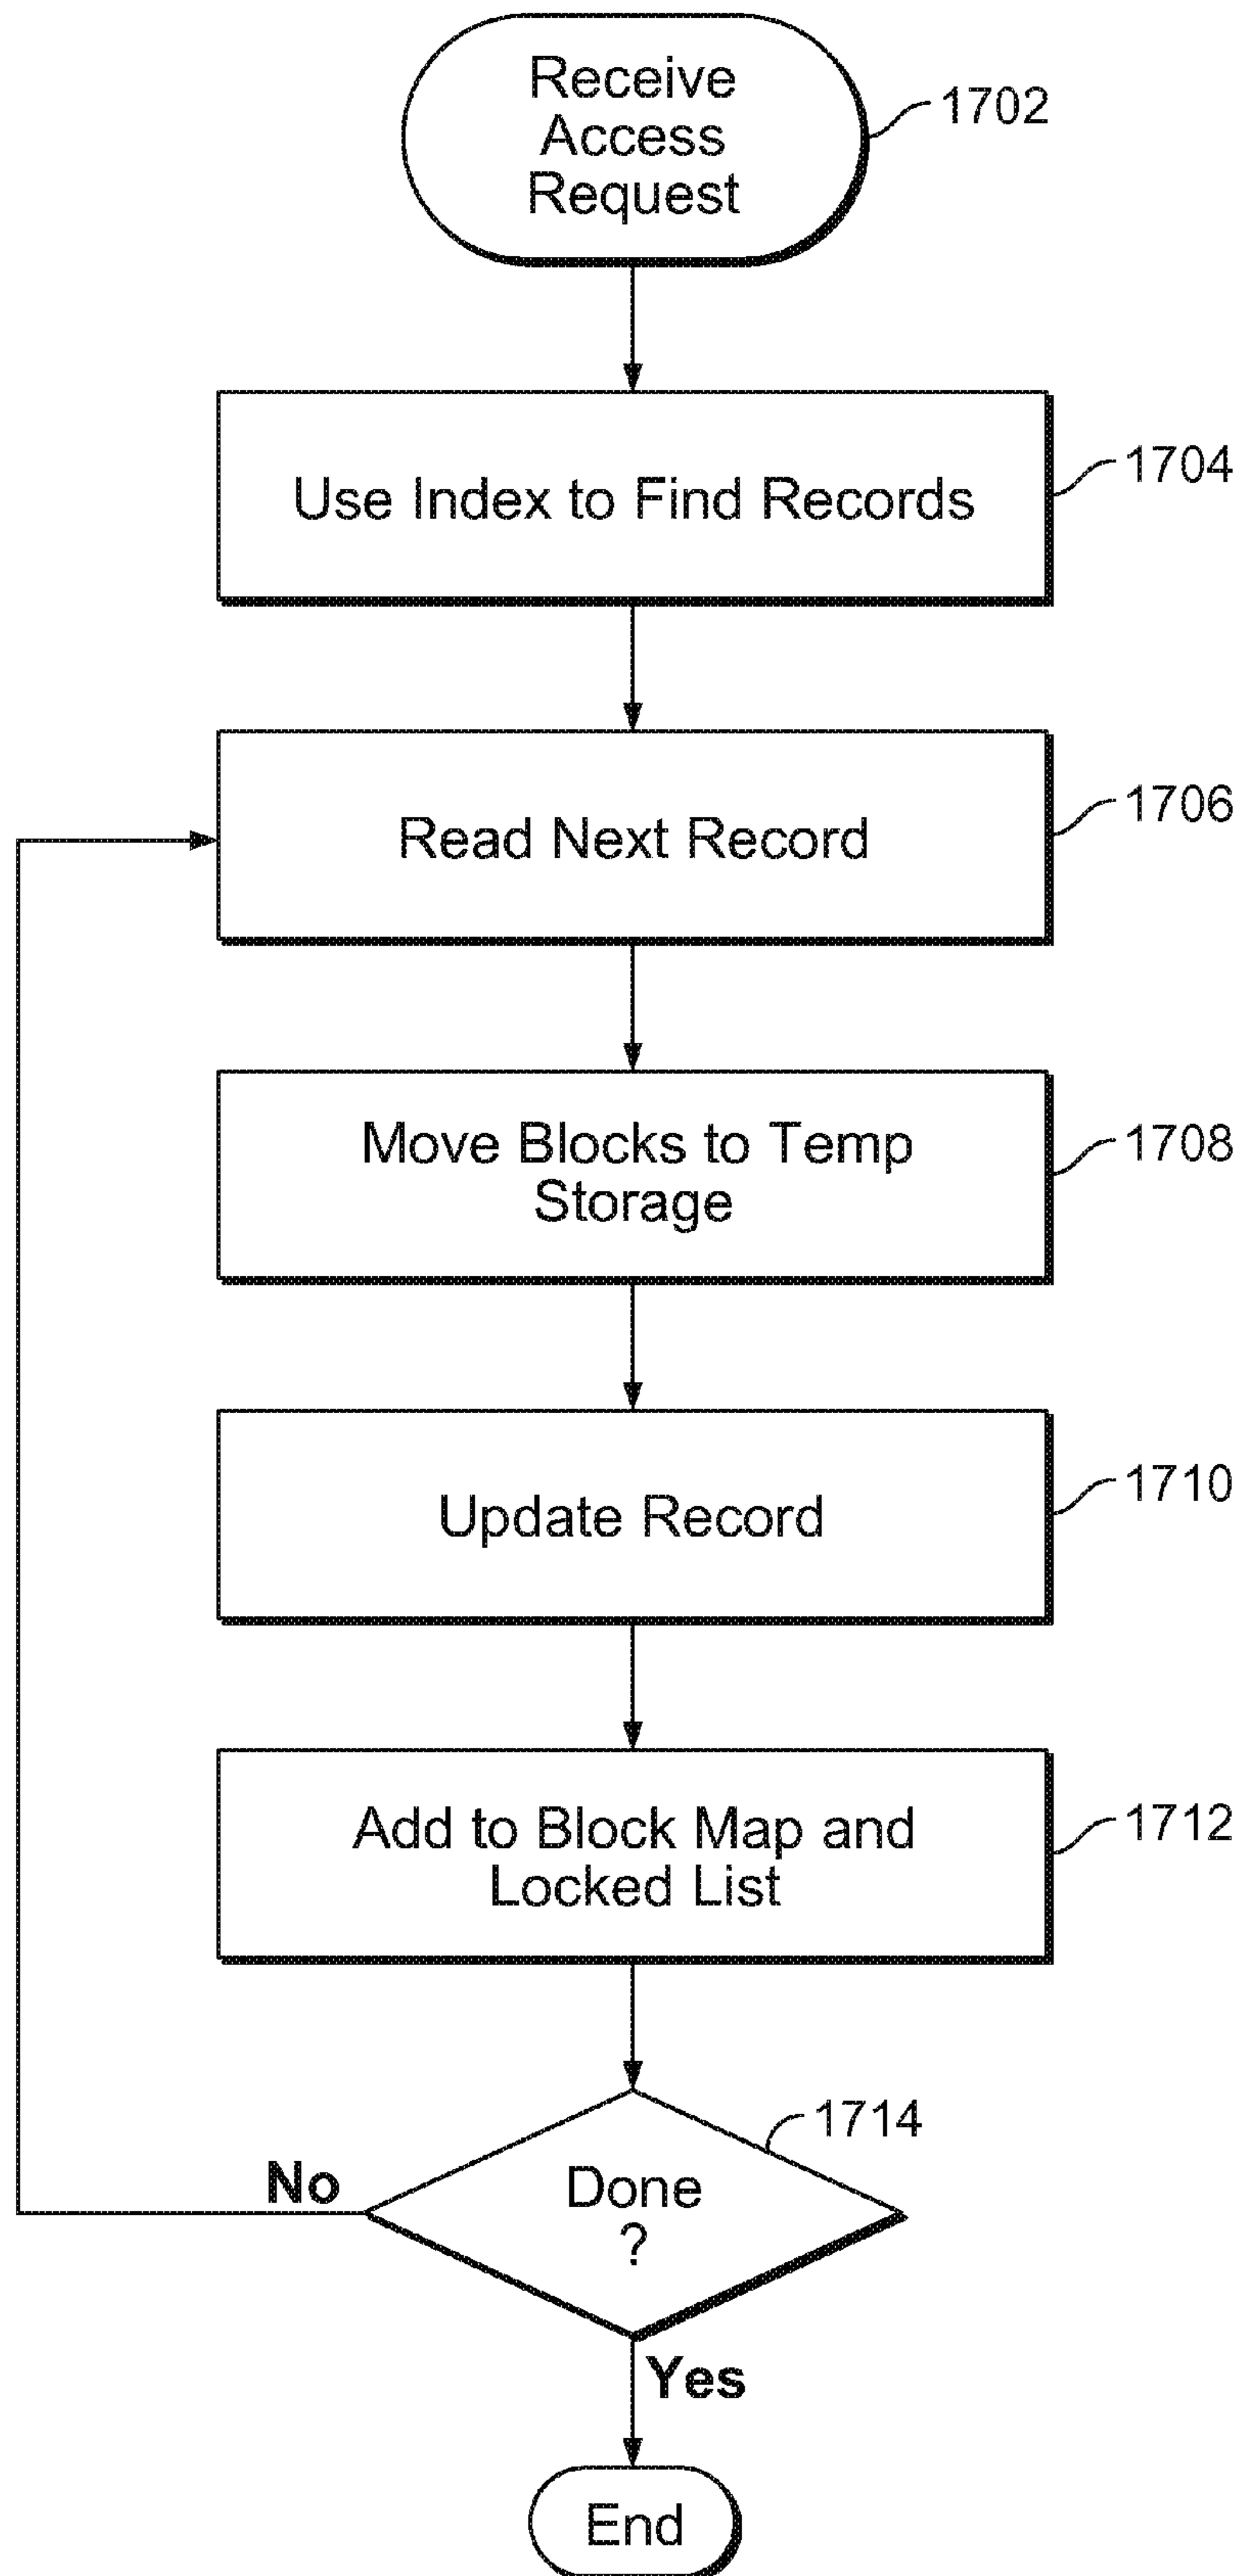 Receive
Access
Request
1702
Use Index to Find Records
1704
Read Next Record
1706
Move Blocks to Temp
Storage
1708
Update Record
1710
Add to Block Map and
Locked List
1712
1714
Done
?
No
Yes
End